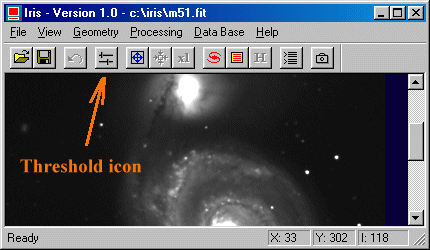 Iris - Version 1.0 - c:\iris\m51.fit
File View Geometry Processing Data Base Help
x1 H
Threshold icon
Ready X: 33 Y: 302 I: 118